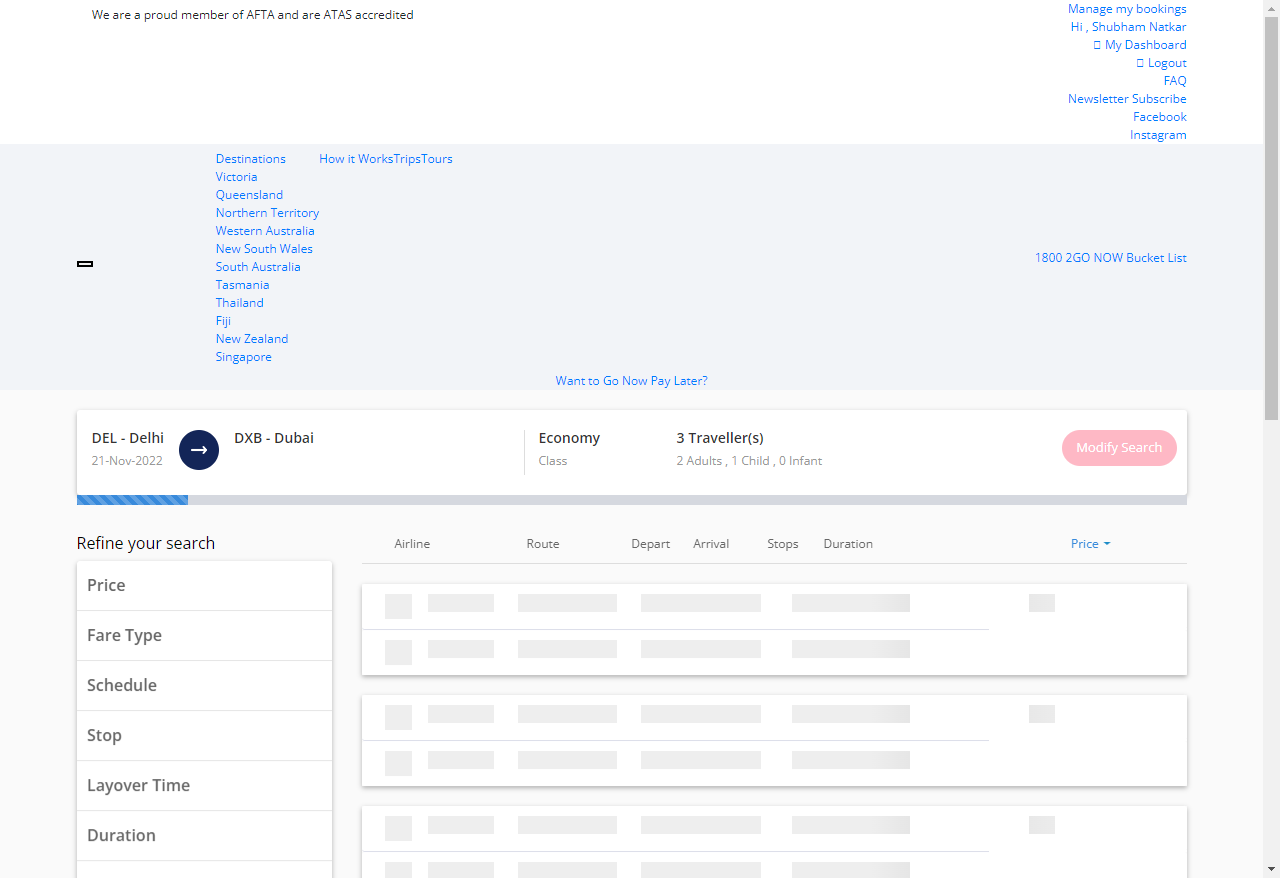 We are a proud member of AFTA and are ATAS accredited
Manage my bookings
Hi , Shubham Natkar
My Dashboard
Logout
FAQ
Newsletter Subscribe
Facebook
Instagram
Destinations
Victoria
Queensland
Northern Territory
Western Australia
New South Wales
South Australia
Tasmania
Thailand
Fiji
New Zealand
Singapore
How it WorksTripsTours
1800 2GO NOW Bucket List
Want to Go Now Pay Later?
DEL - Delhi
21-Nov-2022
DXB - Dubai
Economy
Class
3 Traveller(s)
2 Adults , 1 Child , 0 Infant
Modify Search
Refine your search
Price
Fare Type
Schedule
Stop
Layover Time
Duration
Airline Route Depart Arrival Stops Duration Price